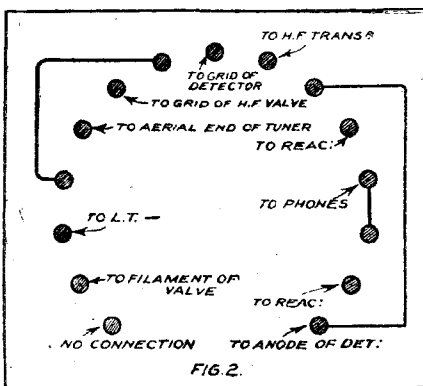 TO H.F TRANSR
TO GRID OF
DETECTOR
TO GRID OF H.F VALVE
TO AERIAL END OF TUNER
TO REAC:
TO PHONES
TO L.T. —
TO FILAMENT OF
VALVE
TO REAC:
NO CONNECTION
TO ANODE OF DET:
FIG. 2.